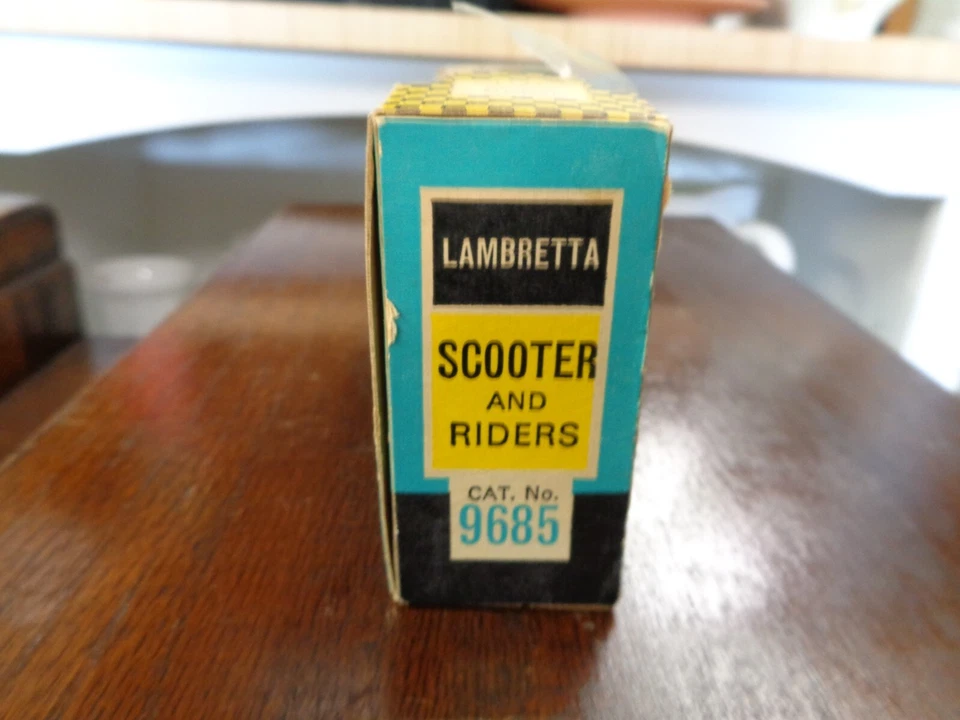 LAMBRETTA
SCOOTER
AND
RIDERS
CAT. No.
9685